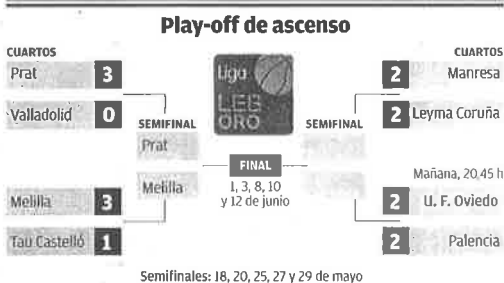 Play-off de ascenso
CUARTOS
Prat 3
Valladolid 0
SEMIFINAL
Prat
Melilla
Melilla 3
Tau Castelló 1
Liga
LEB
ORO
FINAL
1, 3, 8, 10
y 12 de junio
CUARTOS
2 Manresa
2 Leyma Coruña
SEMIFINAL
Mañana, 20,45 h
2 U. F. Oviedo
2 Palencia
Semifinales: 18, 20, 25, 27 y 29 de mayo